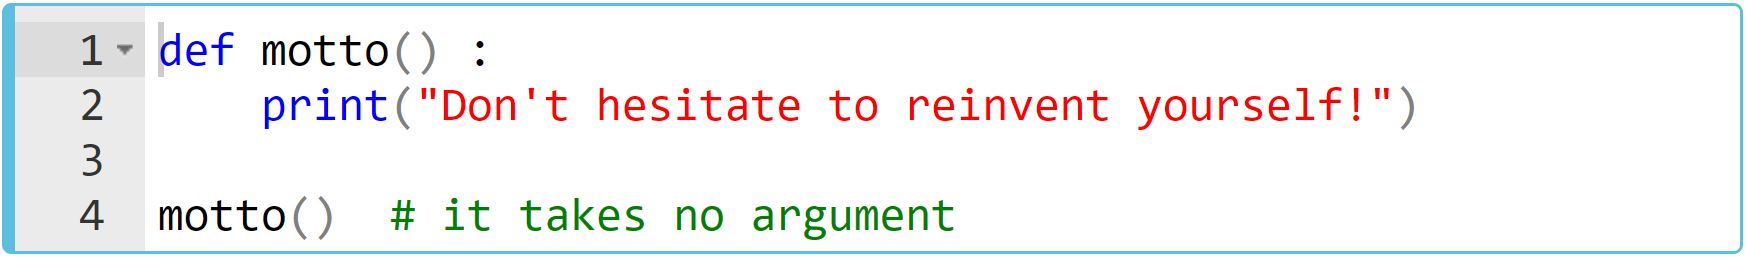 1 def motto() :
2     print("Don't hesitate to reinvent yourself!")
3
4 motto()  # it takes no argument